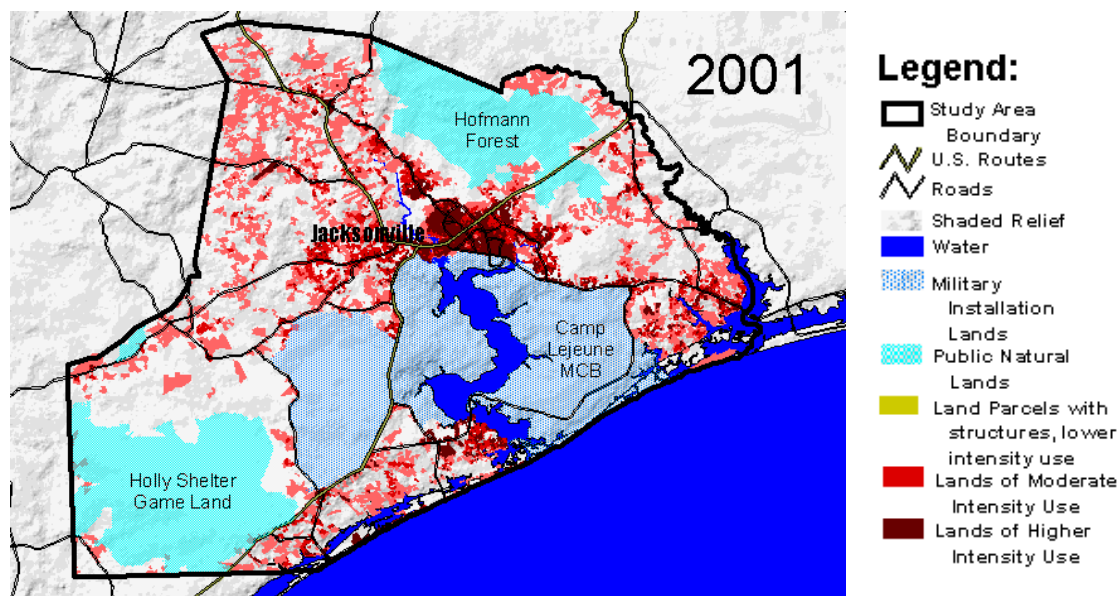 2001
Hofmann
Forest
Jacksonville
Camp
Lejeune
MCB
Holly Shelter
Game Land
Legend:
Study Area
Boundary
U.S. Routes
Roads
Shaded Relief
Water
Military
Installation
Lands
Public Natural
Lands
Land Parcels with
structures, lower
intensity use
Lands of Moderate
Intensity Use
Lands of Higher
Intensity Use